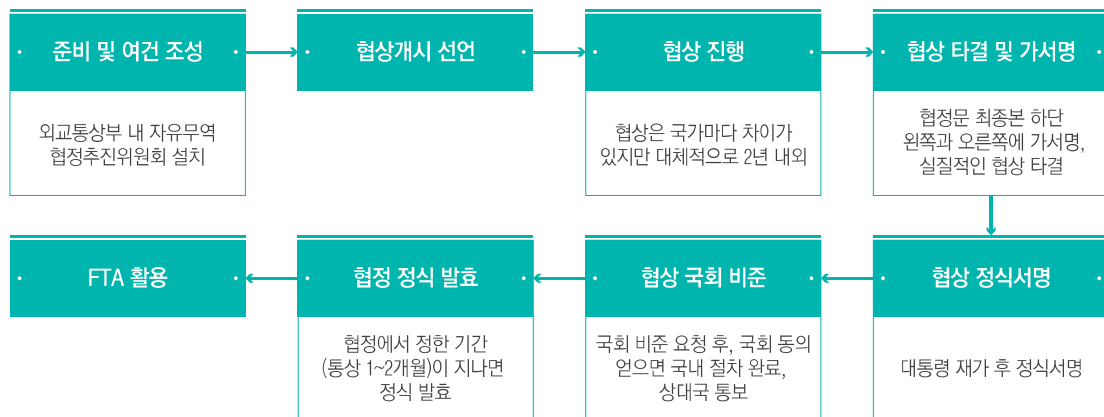 준비 및 여건 조성
외교통상부 내 자유무역
협정추진위원회 설치
협상개시 선언
협상 진행
협상은 국가마다 차이가
있지만 대체적으로 2년 내외
협상 타결 및 가서명
협정문 최종본 하단
왼쪽과 오른쪽에 가서명,
실질적인 협상 타결
협상 정식서명
대통령 재가 후 정식서명
협상 국회 비준
국회 비준 요청 후, 국회 동의
얻으면 국내 절차 완료,
상대국 통보
협정 정식 발효
협정에서 정한 기간
(통상 1~2개월)이 지나면
정식 발효
FTA 활용